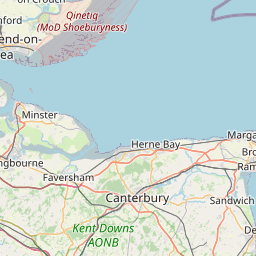 on Crouch
nford
Qinetiq
(MoD Shoeburyness)
end-on-
ea
Minster
Herne Bay
Marga
Bro
ngbourne
Ram
Faversham
Canterbury
Sandwich
De
Kent Downs
AONB